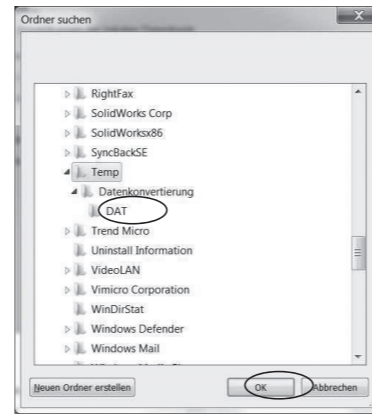 Ordner suchen
RightFax
SolidWorks Corp
SolidWorksx86
SyncBackSE
Temp
Datenkonvertierung
DAT
Trend Micro
Uninstall Information
VideoLAN
Vimicro Corporation
WinDirStat
Windows Defender
Windows Mail
Neuen Ordner erstellen OK Abbrechen